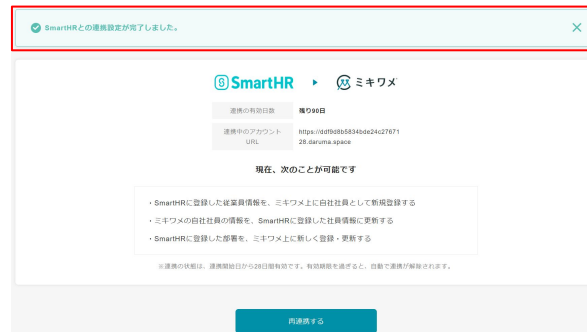 SmartHRとの連携設定が完了しました。
SmartHR ミキワメ
連携の有効日数 残り90日
連携中のアカウント
URL
https://ddf9d8b5834bde24c27671
28.daruma.space
現在、次のことが可能です
・SmartHRに登録した従業員情報を、ミキワメ上に自社社員として新規登録する
・ミキワメの自社社員の情報を、SmartHRに登録した社員情報に更新する
・SmartHRに登録した部署を、ミキワメ上に新しく登録・更新する
※連携の状態は、連携開始日から28日間有効です。有効期限を過ぎると、自動で連携が解除されます。
再連携する